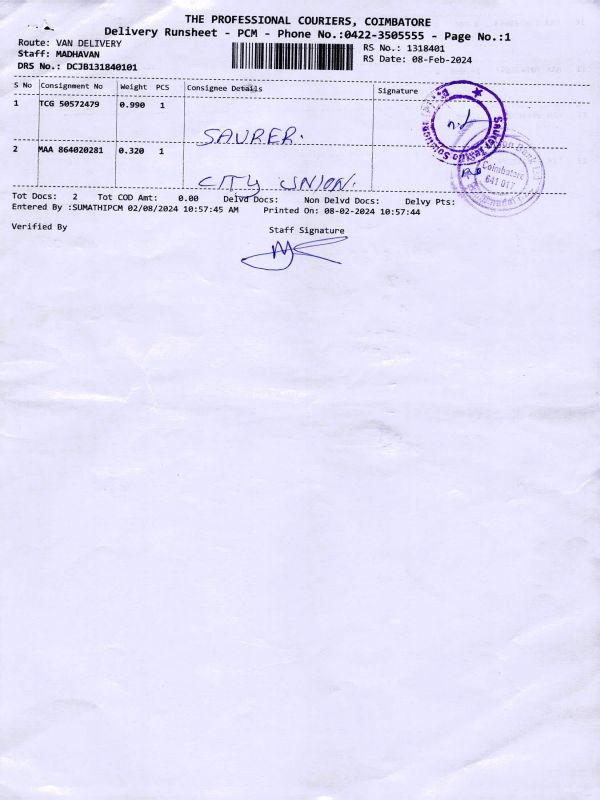 THE PROFESSIONAL COURIERS, COIMBATORE
Delivery Runsheet - PCM - Phone No.:0422-3505555 - Page No.:1
Route: VAN DELIVERY
RS No.: 1318401
Staff: MADHAVAN
RS Date: 08-Feb-2024
DRS No.: DCJB131840101
S No Consignment No Weight PCS Consignee Details Signature
1 TCG 50572479 0.990 1
SAURER.
2 MAA 864020281 0.320 1
CITY UNION.
Coimbatore
641 017
Tot Docs: 2 Tot COD Amt: 0.00 Delvd Docs: Non Delvd Docs: Delvy Pts:
Entered By :SUMATHIPCM 02/08/2024 10:57:45 AM Printed On: 08-02-2024 10:57:44
Verified By Staff Signature